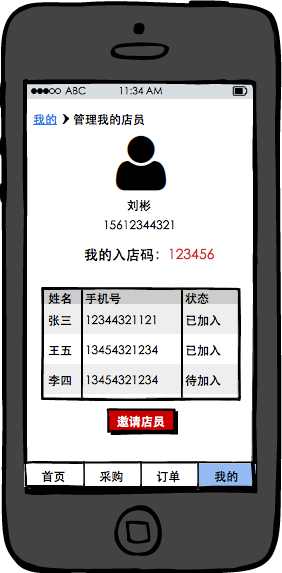 ABC 11:34 AM
我的 > 管理我的店员
刘彬
15612344321
我的入店码：123456
姓名 手机号 状态
张三 12344321121 已加入
王五 13454321234 已加入
李四 13454321234 待加入
邀请店员
首页 采购 订单 我的